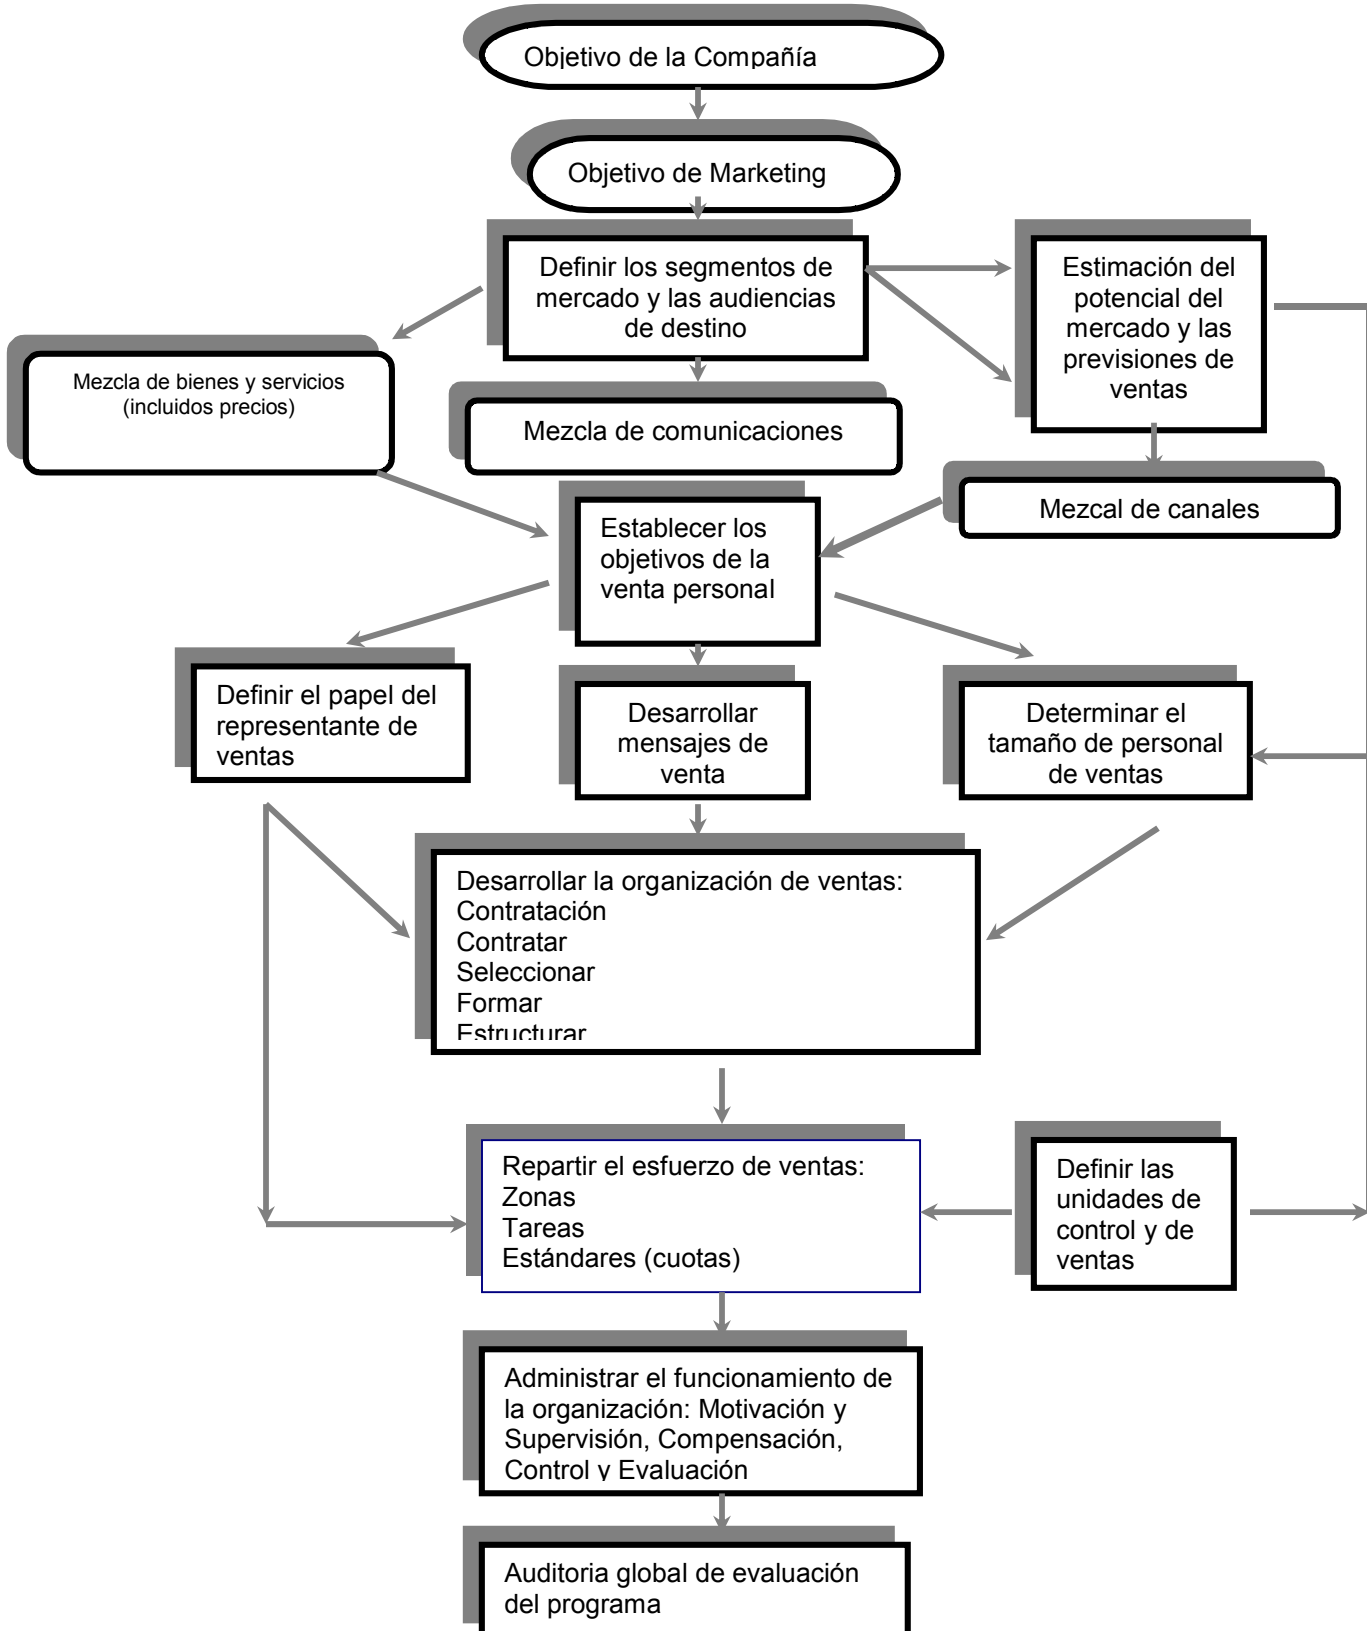 Objetivo de la Compañía
Objetivo de Marketing
Definir los segmentos de
mercado y las audiencias
de destino
Estimación del
potencial del
mercado y las
previsiones de
ventas
Mezcla de bienes y servicios
(incluidos precios)
Mezcla de comunicaciones
Mezcal de canales
Establecer los
objetivos de la
venta personal
Definir el papel del
representante de
ventas
Desarrollar
mensajes de
venta
Determinar el
tamaño de personal
de ventas
Desarrollar la organización de ventas:
Contratación
Contratar
Seleccionar
Formar
Estructurar
Repartir el esfuerzo de ventas:
Zonas
Tareas
Estándares (cuotas)
Definir las
unidades de
control y de
ventas
Administrar el funcionamiento de
la organización: Motivación y
Supervisión, Compensación,
Control y Evaluación
Auditoria global de evaluación
del programa